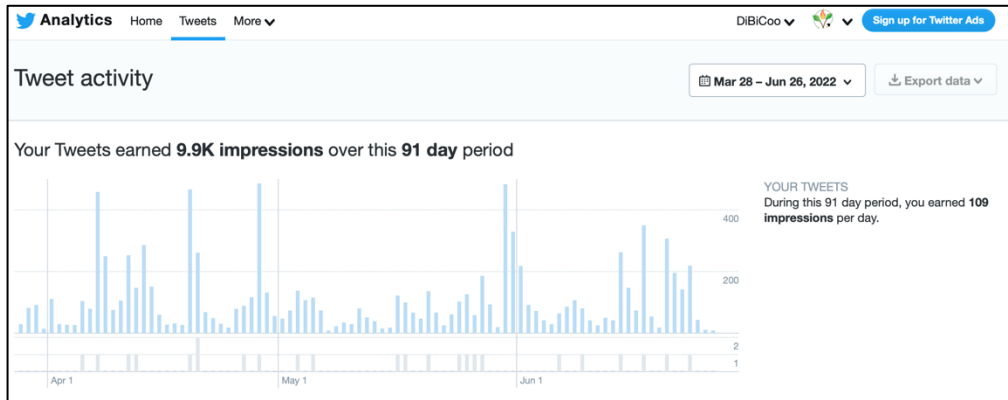 Analytics Home Tweets More DiBiCoo Sign up for Twitter Ads
Tweet activity Mar 28 – Jun 26, 2022 Export data
Your Tweets earned 9.9K impressions over this 91 day period
YOUR TWEETS
During this 91 day period, you earned 109
impressions per day.
400
200
2
1
Apr 1 May 1 Jun 1